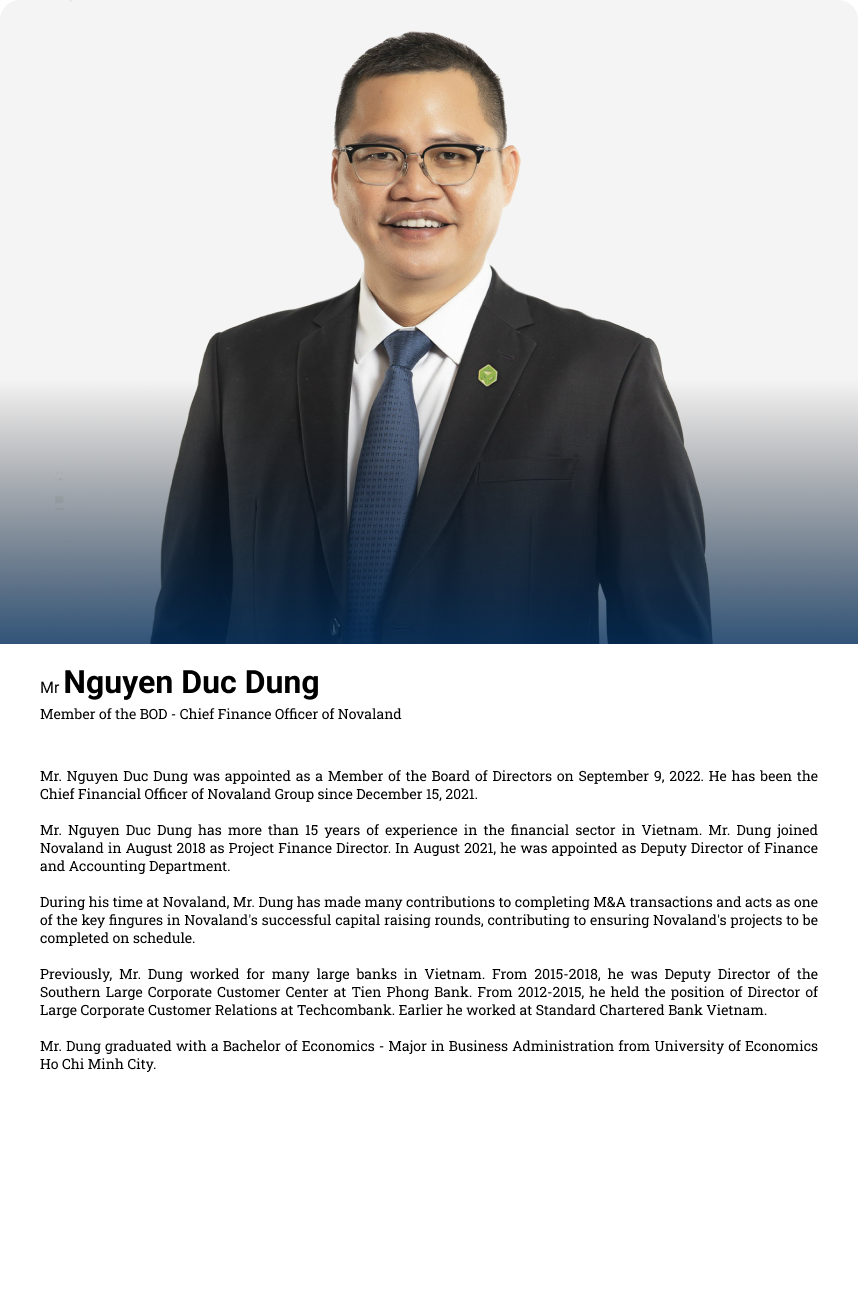 Mr Nguyen Duc Dung
Member of the BOD - Chief Finance Officer of Novaland
Mr. Nguyen Duc Dung was appointed as a Member of the Board of Directors on September 9, 2022. He has been the
Chief Financial Officer of Novaland Group since December 15, 2021.
Mr. Nguyen Duc Dung has more than 15 years of experience in the financial sector in Vietnam. Mr. Dung joined
Novaland in August 2018 as Project Finance Director. In August 2021, he was appointed as Deputy Director of Finance
and Accounting Department.
During his time at Novaland, Mr. Dung has made many contributions to completing M&A transactions and acts as one
of the key fingures in Novaland's successful capital raising rounds, contributing to ensuring Novaland's projects to be
completed on schedule.
Previously, Mr. Dung worked for many large banks in Vietnam. From 2015-2018, he was Deputy Director of the
Southern Large Corporate Customer Center at Tien Phong Bank. From 2012-2015, he held the position of Director of
Large Corporate Customer Relations at Techcombank. Earlier he worked at Standard Chartered Bank Vietnam.
Mr. Dung graduated with a Bachelor of Economics - Major in Business Administration from University of Economics
Ho Chi Minh City.